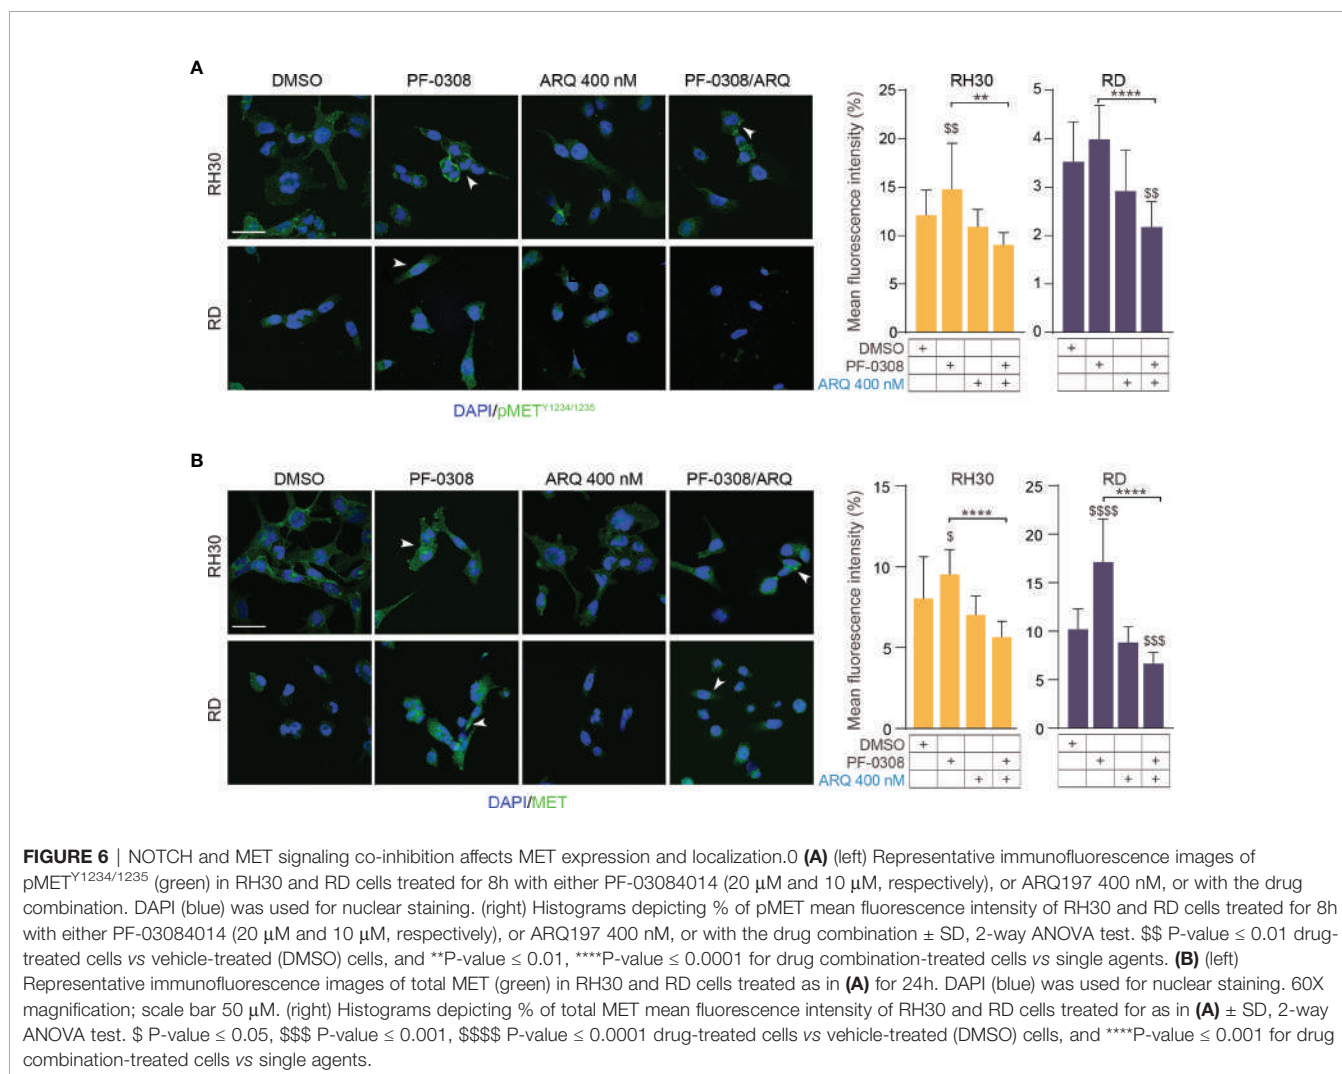 A
DMSO PF-0308 ARQ 400 nM PF-0308/ARQ
RH30
RD
DAPI/pMETY1234/1235
RH30
Mean fluorescence intensity (%)
25
20
15
10
5
0
$$
**
RD
5
4
3
2
1
0
****
$$
DMSO + +
PF-0308 + + + +
ARQ 400 nM + + + +
B
DMSO PF-0308 ARQ 400 nM PF-0308/ARQ
RH30
RD
DAPI/MET
RH30
Mean fluorescence intensity (%)
15
10
5
0
$
****
RD
25
20
15
10
5
0
$$$$
****
$$$
DMSO + +
PF-0308 + + + +
ARQ 400 nM + + + +
FIGURE 6 | NOTCH and MET signaling co-inhibition affects MET expression and localization.0 (A) (left) Representative immunofluorescence images of
pMETY1234/1235 (green) in RH30 and RD cells treated for 8h with either PF-03084014 (20 µM and 10 µM, respectively), or ARQ197 400 nM, or with the drug
combination. DAPI (blue) was used for nuclear staining. (right) Histograms depicting % of pMET mean fluorescence intensity of RH30 and RD cells treated for 8h
with either PF-03084014 (20 µM and 10 µM, respectively), or ARQ197 400 nM, or with the drug combination ± SD, 2-way ANOVA test. $$ P-value ≤ 0.01 drug-
treated cells vs vehicle-treated (DMSO) cells, and **P-value ≤ 0.01, ****P-value ≤ 0.0001 for drug combination-treated cells vs single agents. (B) (left)
Representative immunofluorescence images of total MET (green) in RH30 and RD cells treated as in (A) for 24h. DAPI (blue) was used for nuclear staining. 60X
magnification; scale bar 50 µM. (right) Histograms depicting % of total MET mean fluorescence intensity of RH30 and RD cells treated for as in (A) ± SD, 2-way
ANOVA test. $ P-value ≤ 0.05, $$$ P-value ≤ 0.001, $$$$ P-value ≤ 0.0001 drug-treated cells vs vehicle-treated (DMSO) cells, and ****P-value ≤ 0.001 for drug
combination-treated cells vs single agents.